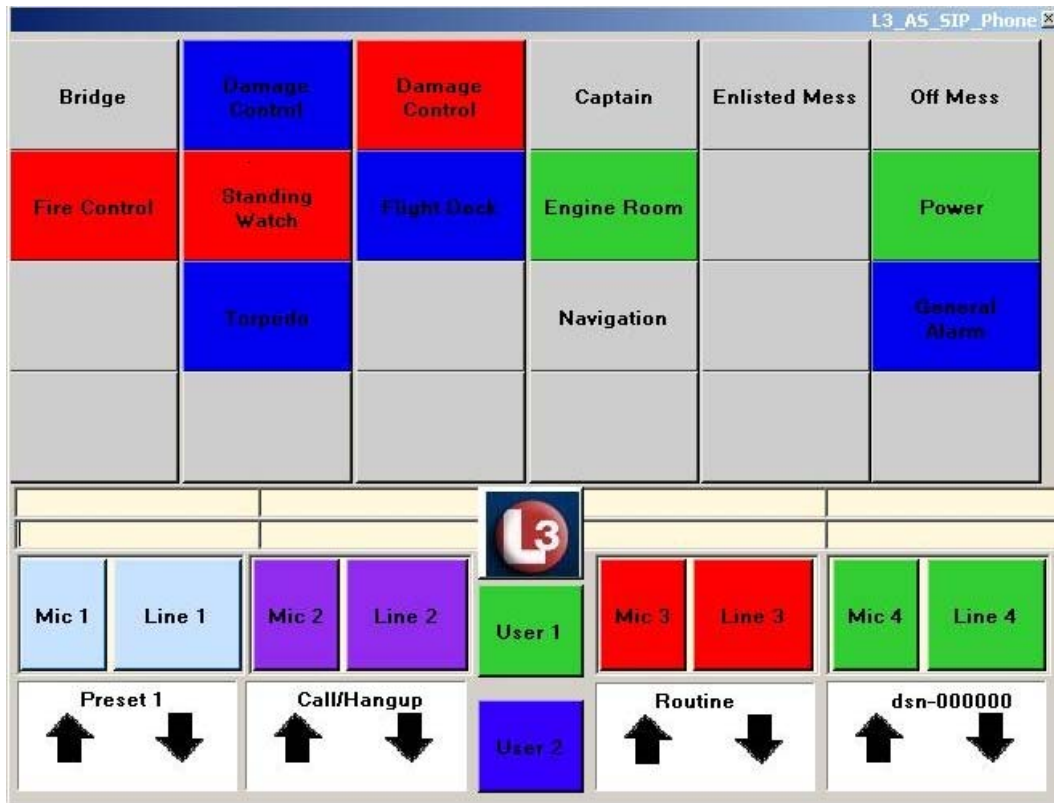 L3_AS_SIP_Phone
Bridge
Damage
Control
Damage
Control
Captain
Enlisted Mess
Off Mess
Fire Control
Standing
Watch
Flight Deck
Engine Room
Power
Torpedo
Navigation
General
Alarm
L3
Mic 1
Line 1
Mic 2
Line 2
User 1
Mic 3
Line 3
Mic 4
Line 4
Preset 1
Call/Hangup
User 2
Routine
dsn-000000